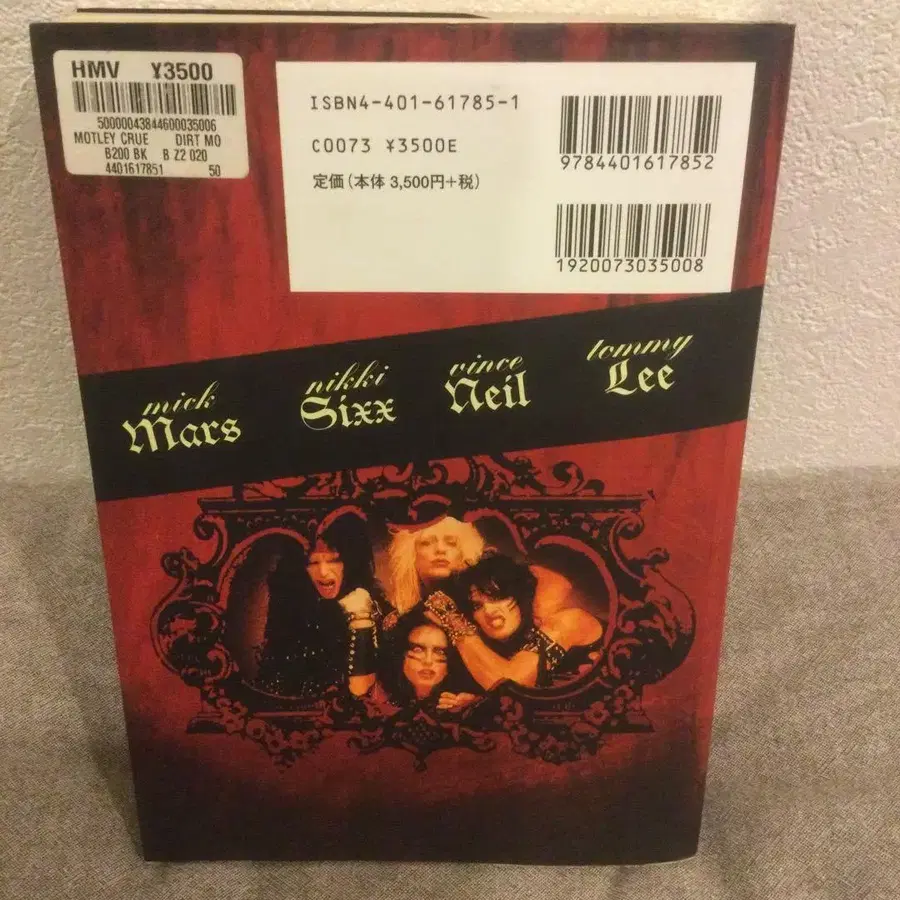 HMV ¥3500
50000043844600035006
MOTLEY CRUE DIRT MO
B200 BK B Z2 020
4401617851 50
ISBN4-401-61785-1
C0073 ¥3500E
定価(本体 3,500円+税)
9784401617852
1920073035008
mick
Mars
nikki
Sixx
vince
Neil
tommy
Lee